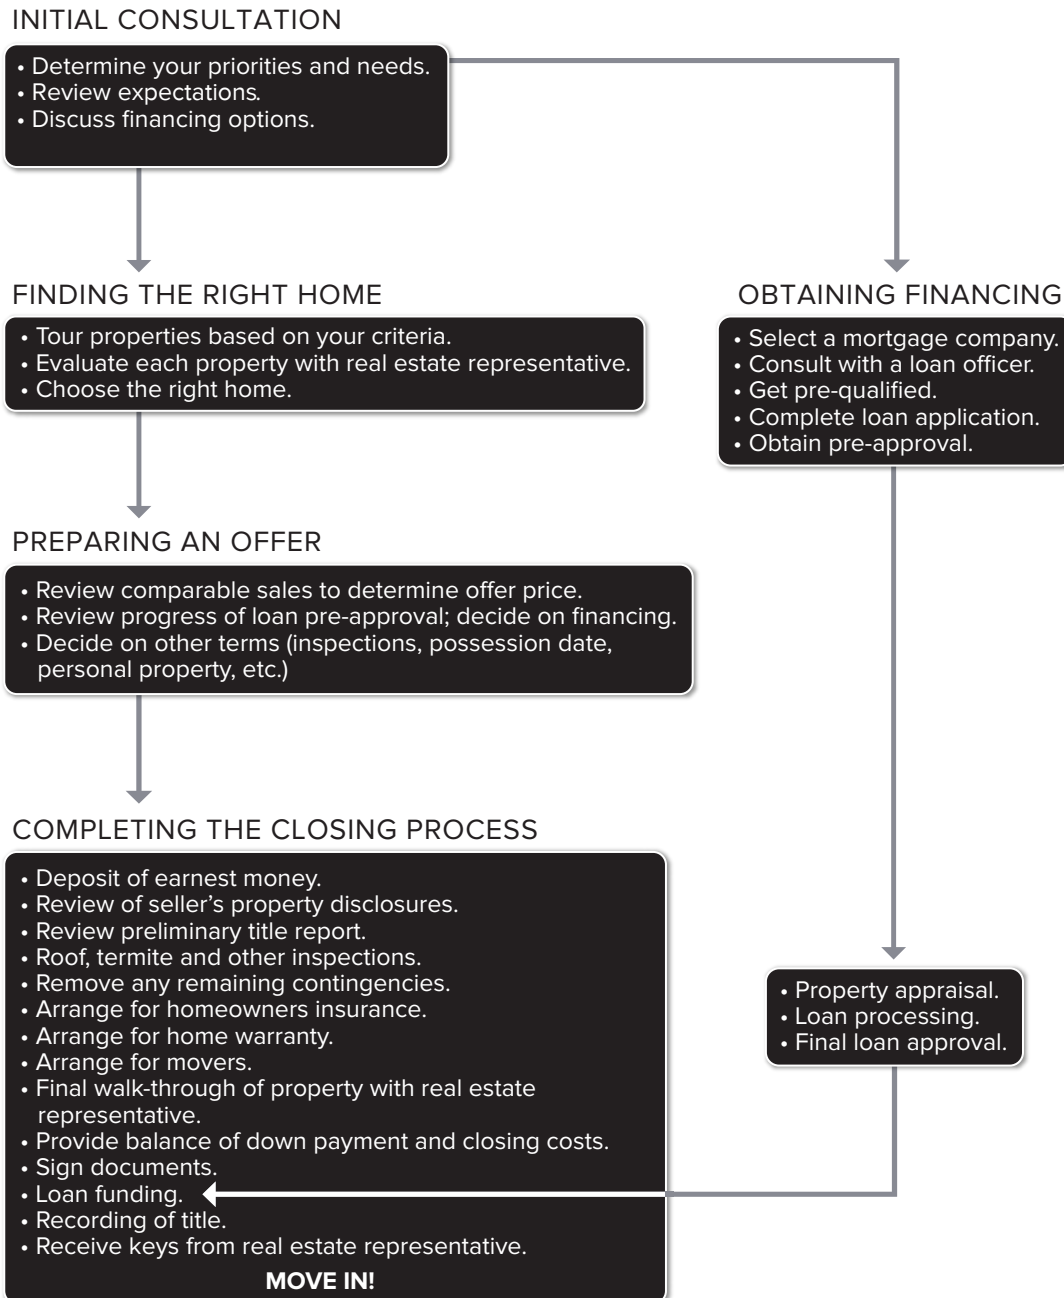 INITIAL CONSULTATION
• Determine your priorities and needs.
• Review expectations.
• Discuss financing options.
FINDING THE RIGHT HOME
• Tour properties based on your criteria.
• Evaluate each property with real estate representative.
• Choose the right home.
OBTAINING FINANCING
• Select a mortgage company.
• Consult with a loan officer.
• Get pre-qualified.
• Complete loan application.
• Obtain pre-approval.
PREPARING AN OFFER
• Review comparable sales to determine offer price.
• Review progress of loan pre-approval; decide on financing.
• Decide on other terms (inspections, possession date,
personal property, etc.)
COMPLETING THE CLOSING PROCESS
• Deposit of earnest money.
• Review of seller’s property disclosures.
• Review preliminary title report.
• Roof, termite and other inspections.
• Remove any remaining contingencies.
• Arrange for homeowners insurance.
• Arrange for home warranty.
• Arrange for movers.
• Final walk-through of property with real estate
representative.
• Provide balance of down payment and closing costs.
• Sign documents.
• Loan funding.
• Recording of title.
• Receive keys from real estate representative.
MOVE IN!
• Property appraisal.
• Loan processing.
• Final loan approval.